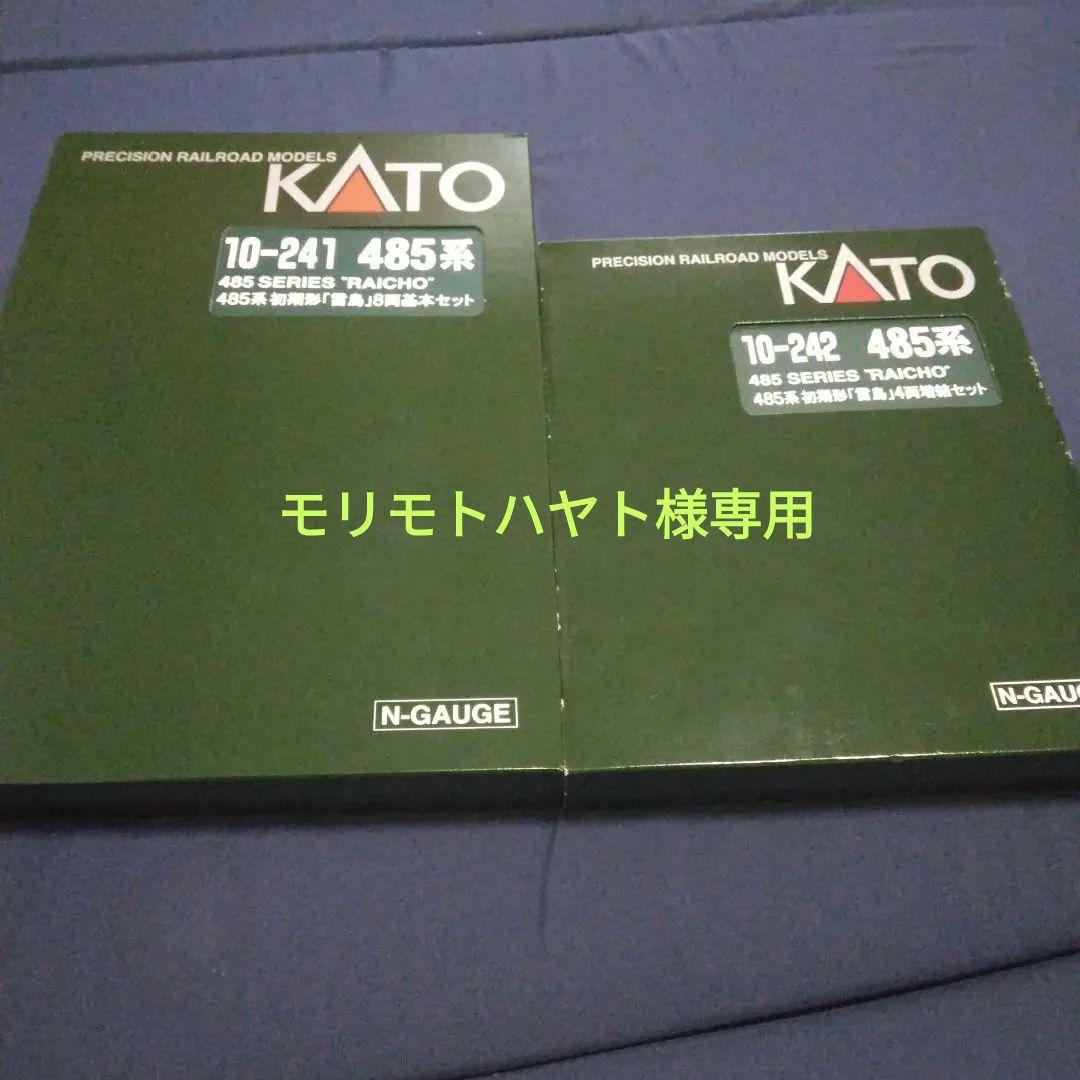 PRECISION RAILROAD MODELS
KATO
10-241 485系
485 SERIES "RAICHO"
485系 初期形「雷鳥」8両基本セット
N-GAUGE
PRECISION RAILROAD MODELS
KATO
10-242 485系
485 SERIES "RAICHO"
485系 初期形「雷鳥」4両増結セット
N-GAU
モリモトハヤト様専用